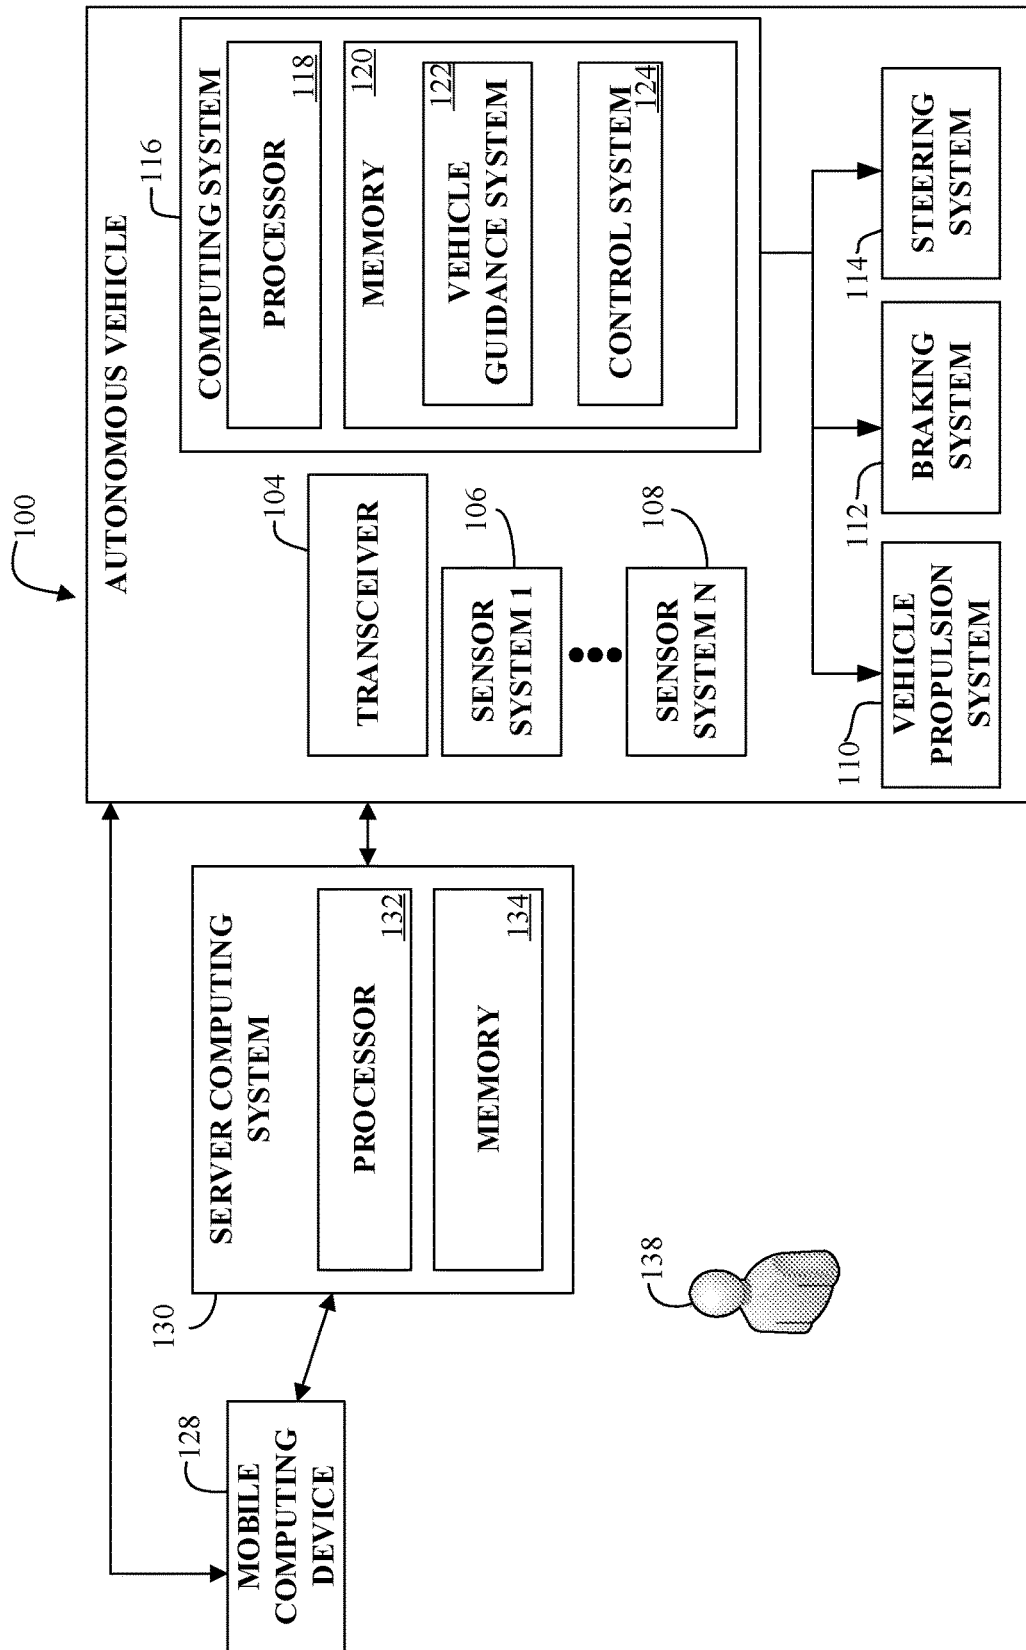 100
AUTONOMOUS VEHICLE
116
COMPUTING SYSTEM
PROCESSOR
118
MEMORY
120
VEHICLE
GUIDANCE SYSTEM
122
CONTROL SYSTEM
124
104
TRANSCEIVER
106
SENSOR
SYSTEM 1
108
SENSOR
SYSTEM N
110
VEHICLE
PROPULSION
SYSTEM
112
BRAKING
SYSTEM
114
STEERING
SYSTEM
130
SERVER COMPUTING
SYSTEM
PROCESSOR
132
MEMORY
134
128
MOBILE
COMPUTING
DEVICE
138